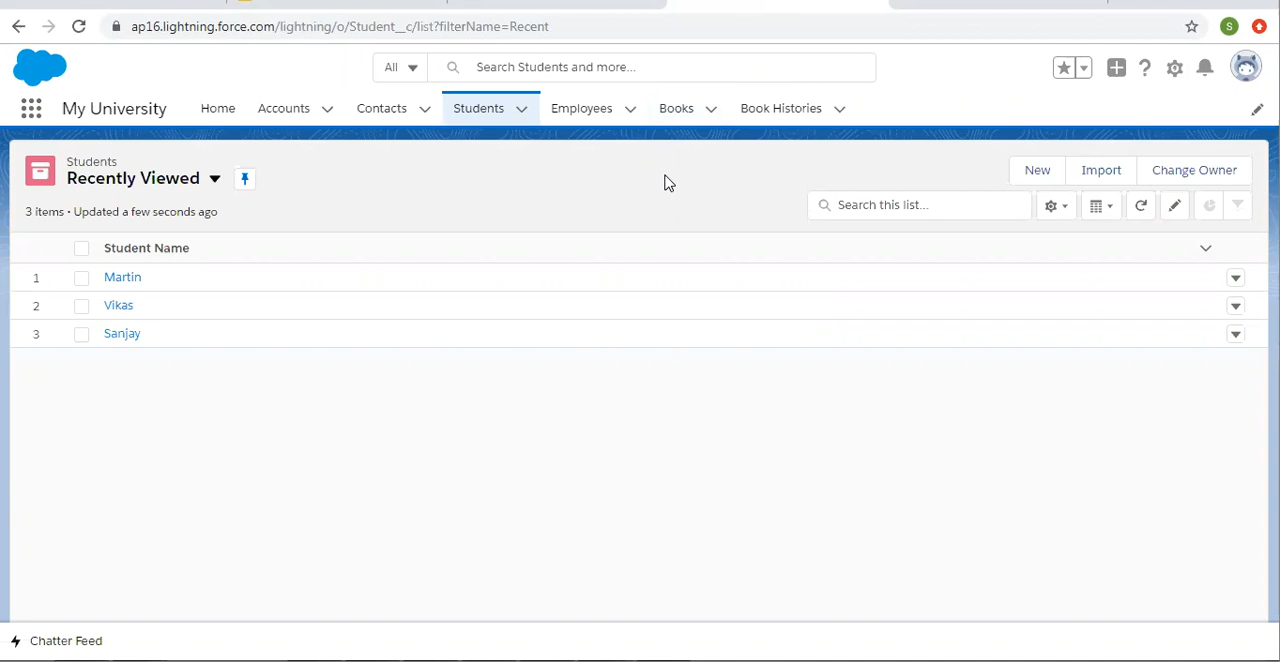 ap16.lightning.force.com/lightning/o/Student__c/list?filterName=Recent
S
All
Search Students and more...
My University
Home
Accounts
Contacts
Students
Employees
Books
Book Histories
Students
Recently Viewed
New
Import
Change Owner
3 items • Updated a few seconds ago
Search this list...
Student Name
1 Martin
2 Vikas
3 Sanjay
Chatter Feed